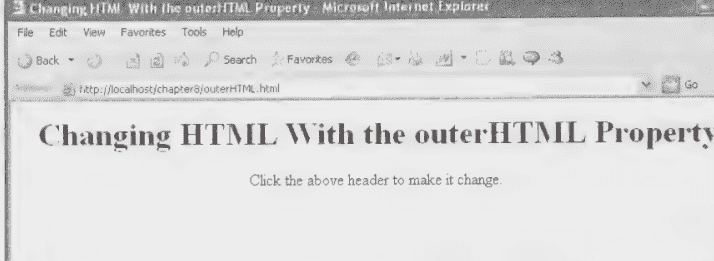 Changing HTML With the outerHTML Property - Microsoft Internet Explorer
File Edit View Favorites Tools Help
Back Search Favorites
http://localhost/chapter8/outerHTML.html Go
Changing HTML With the outerHTML Property
Click the above header to make it change.